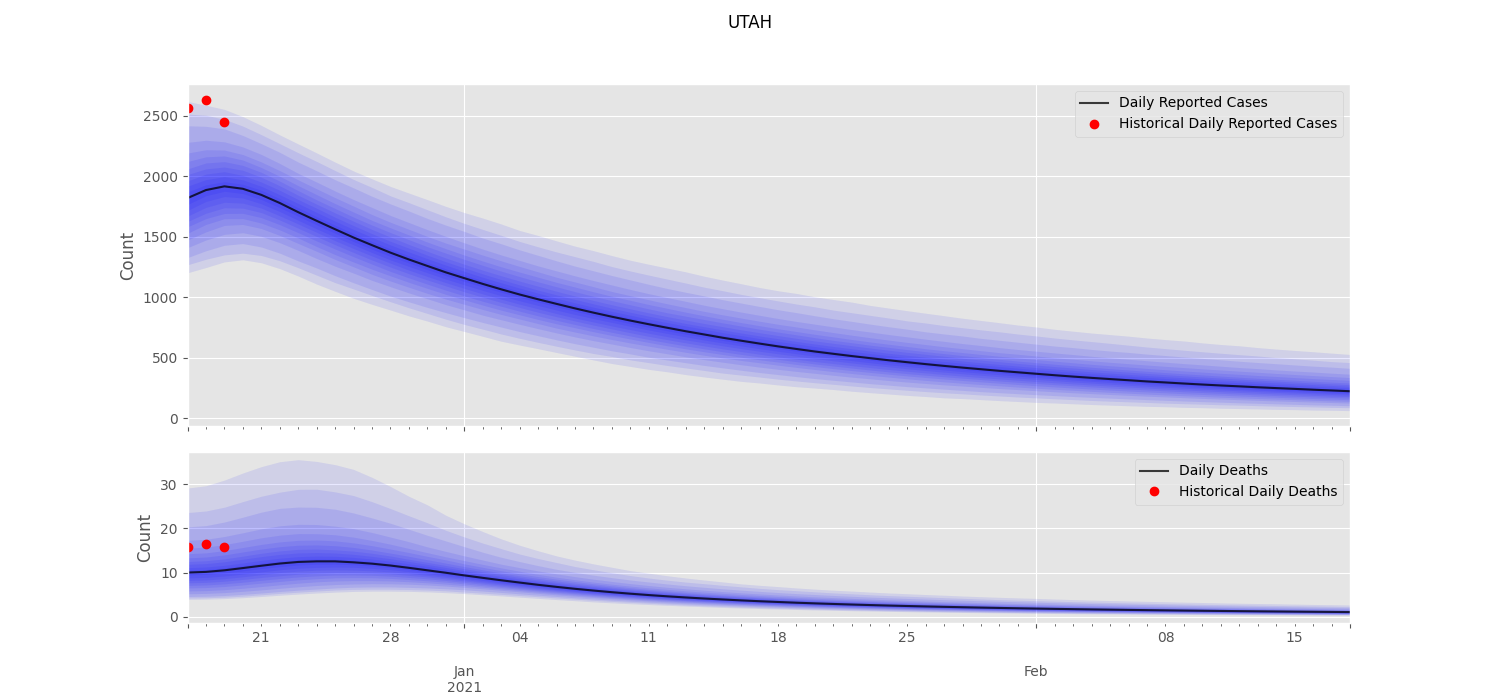 UTAH
Count
2500
2000
1500
1000
500
0
Daily Reported Cases
Historical Daily Reported Cases
Count
30
20
10
0
Daily Deaths
Historical Daily Deaths
21 28 04 11 18 25 08 15
Jan Feb
2021